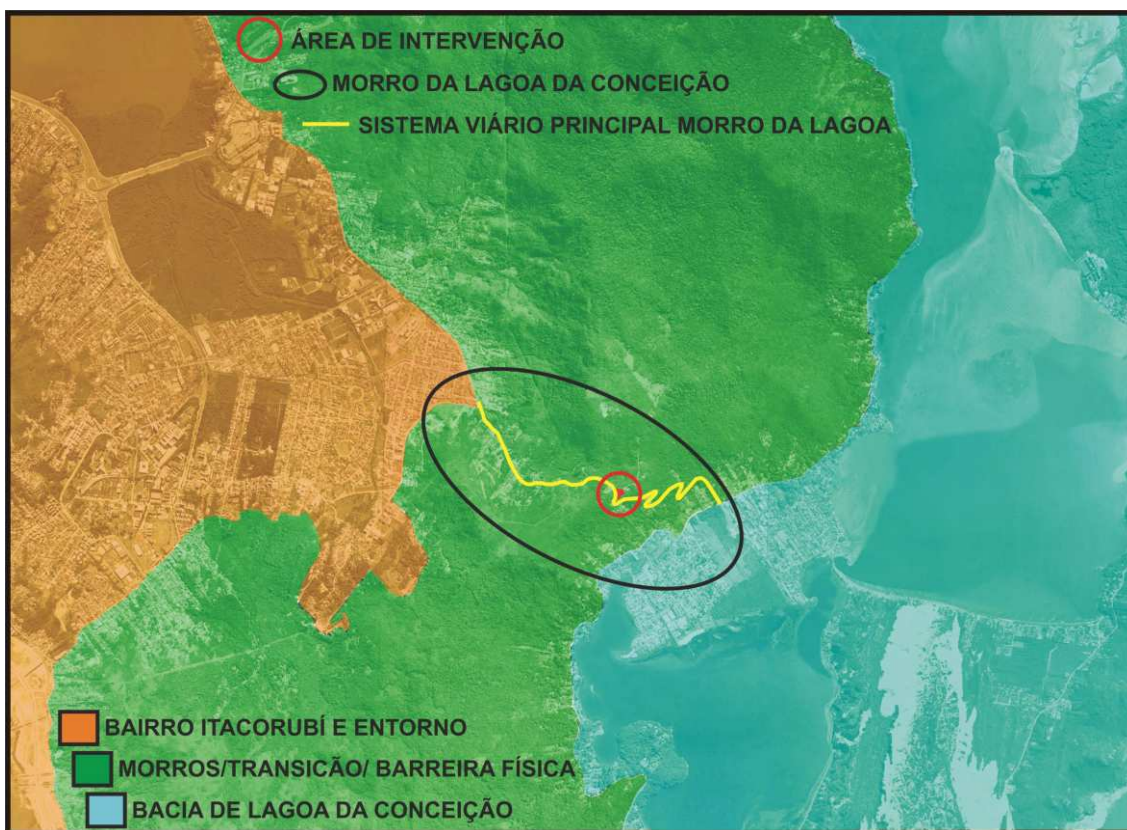 ÁREA DE INTERVENÇÃO
MORRO DA LAGOA DA CONCEIÇÃO
SISTEMA VIÁRIO PRINCIPAL MORRO DA LAGOA
BAIRRO ITACORUBÍ E ENTORNO
MORROS/TRANSICÃO/ BARREIRA FÍSICA
BACIA DE LAGOA DA CONCEIÇÃO